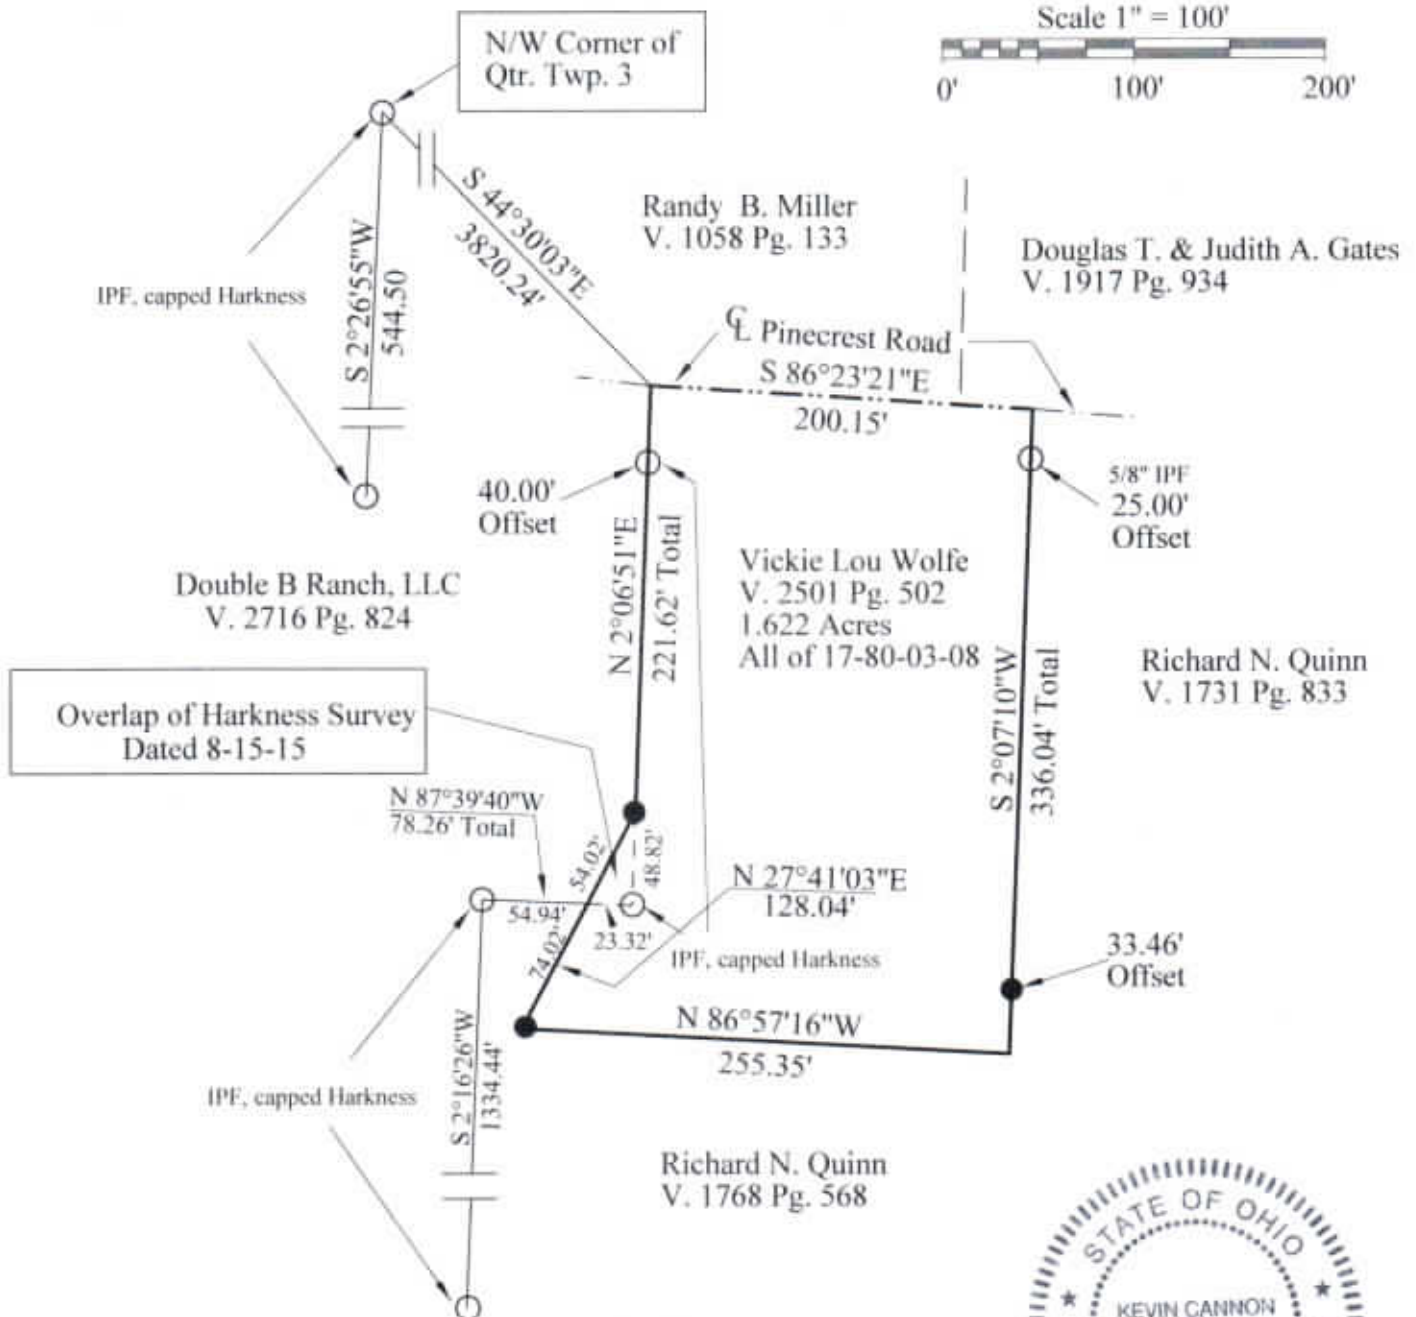 Scale 1" = 100'
0' 100' 200'
N/W Corner of
Qtr. Twp. 3
S 44°30'03"E
3820.24'
Randy B. Miller
V. 1058 Pg. 133
Douglas T. & Judith A. Gates
V. 1917 Pg. 934
IPF, capped Harkness
S 2°26'55"W
544.50
℄ Pinecrest Road
S 86°23'21"E
200.15'
40.00'
Offset
5/8" IPF
25.00'
Offset
N 2°06'51"E
221.62' Total
Vickie Lou Wolfe
V. 2501 Pg. 502
1.622 Acres
All of 17-80-03-08
Double B Ranch, LLC
V. 2716 Pg. 824
S 2°07'10"W
336.04' Total
Richard N. Quinn
V. 1731 Pg. 833
Overlap of Harkness Survey
Dated 8-15-15
N 87°39'40"W
78.26' Total
54.02'
48.82'
N 27°41'03"E
128.04'
54.94'
23.32'
74.02'
IPF, capped Harkness
33.46'
Offset
N 86°57'16"W
255.35'
S 2°16'26"W
1334.44'
IPF, capped Harkness
Richard N. Quinn
V. 1768 Pg. 568
STATE OF OHIO
KEVIN CANNON